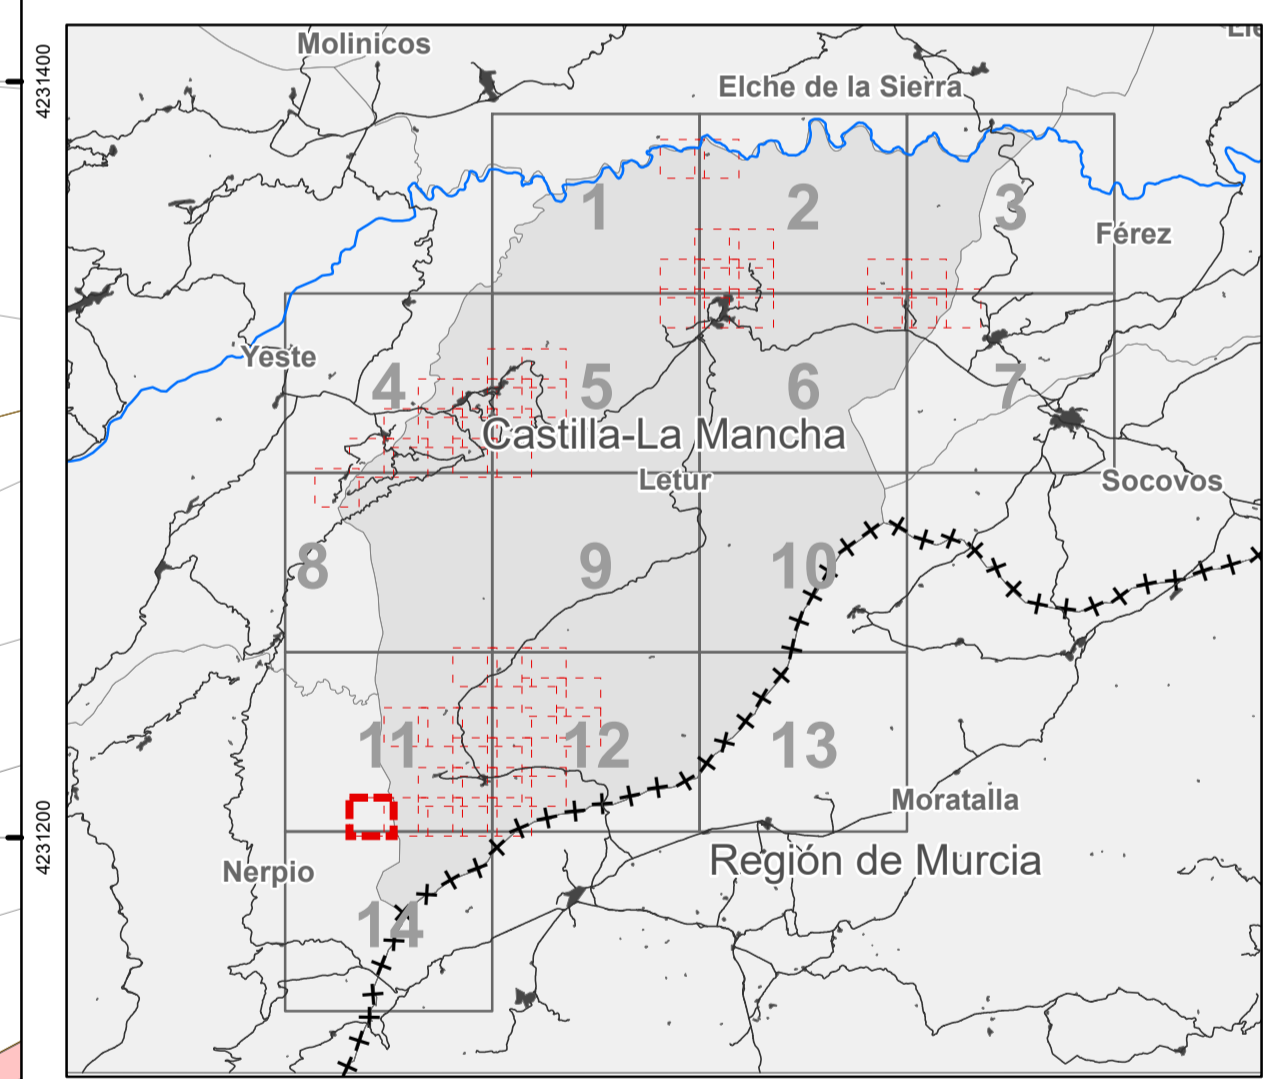 4231400
4231200
Molinicos
Elche de la Sierra
1
2
3
Férez
Yeste
4
5
6
7
Castilla-La Mancha
Letur
Socovos
8
9
10
11
12
13
Moratalla
Nerpio
Región de Murcia
14